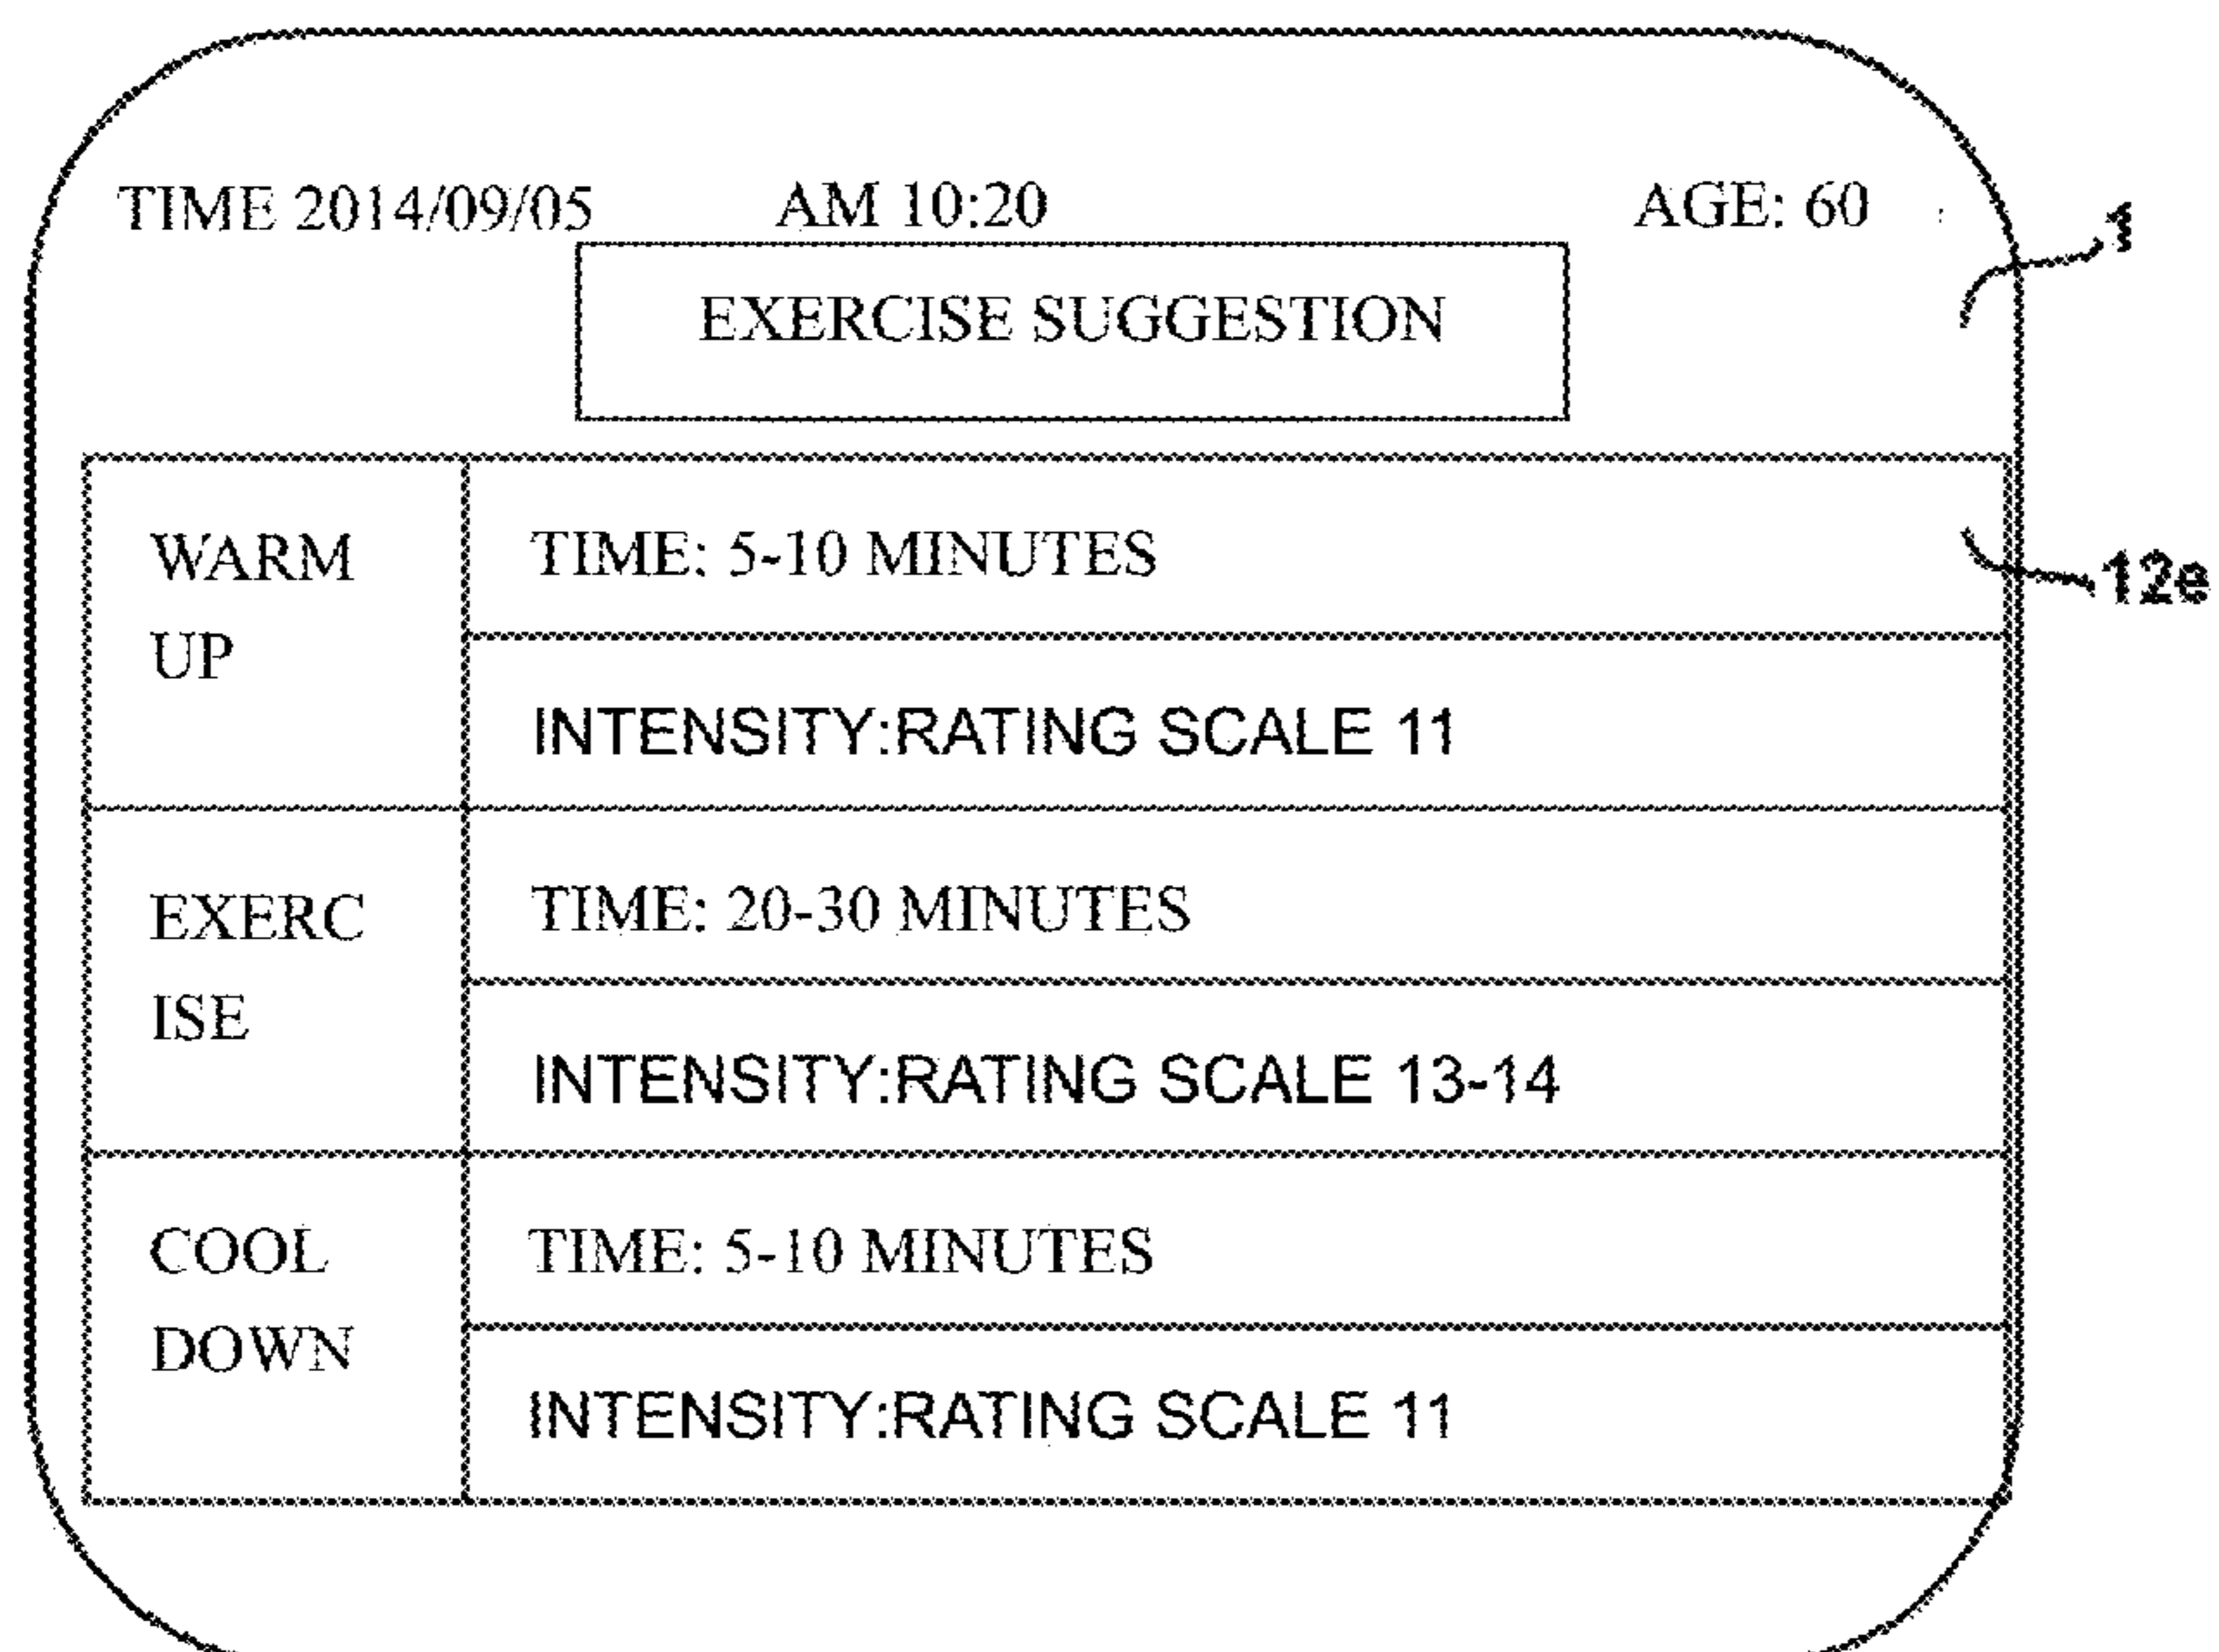 TIME 2014/09/05 AM 10:20 AGE: 60
1
EXERCISE SUGGESTION
WARM
UP
TIME: 5-10 MINUTES
12e
INTENSITY:RATING SCALE 11
EXERC
ISE
TIME: 20-30 MINUTES
INTENSITY:RATING SCALE 13-14
COOL
DOWN
TIME: 5-10 MINUTES
INTENSITY:RATING SCALE 11